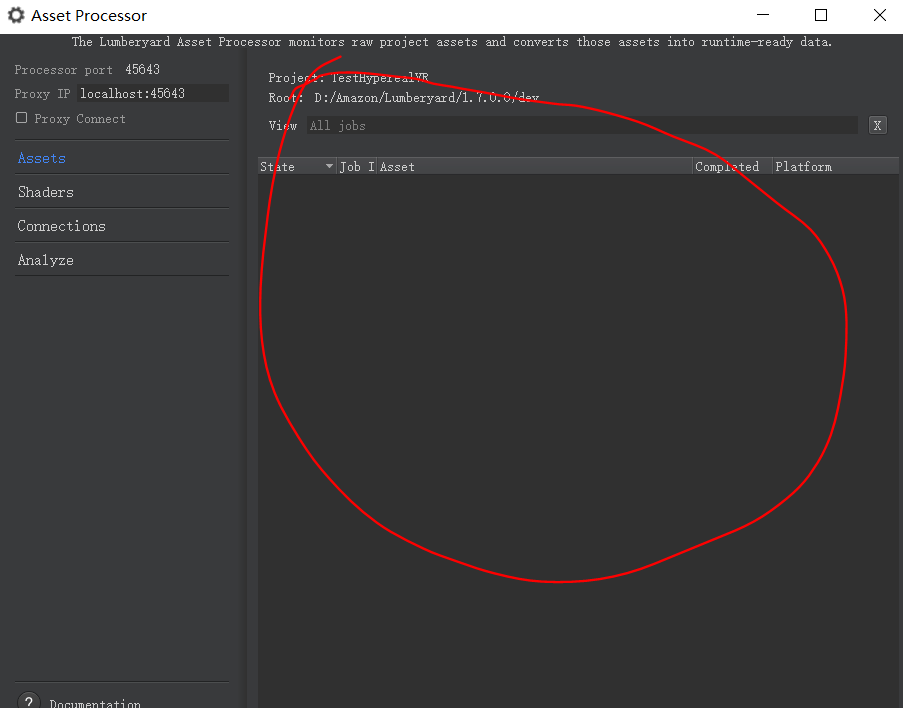 Asset Processor
The Lumberyard Asset Processor monitors raw project assets and converts those assets into runtime-ready data.
Processor port 45643
Proxy IP localhost:45643
Proxy Connect
Assets
Shaders
Connections
Analyze
? Documentation
Project: TestHyperealVR
Root: D:/Amazon/Lumberyard/1.7.0.0/dev
View All jobs X
State Job I Asset Completed Platform